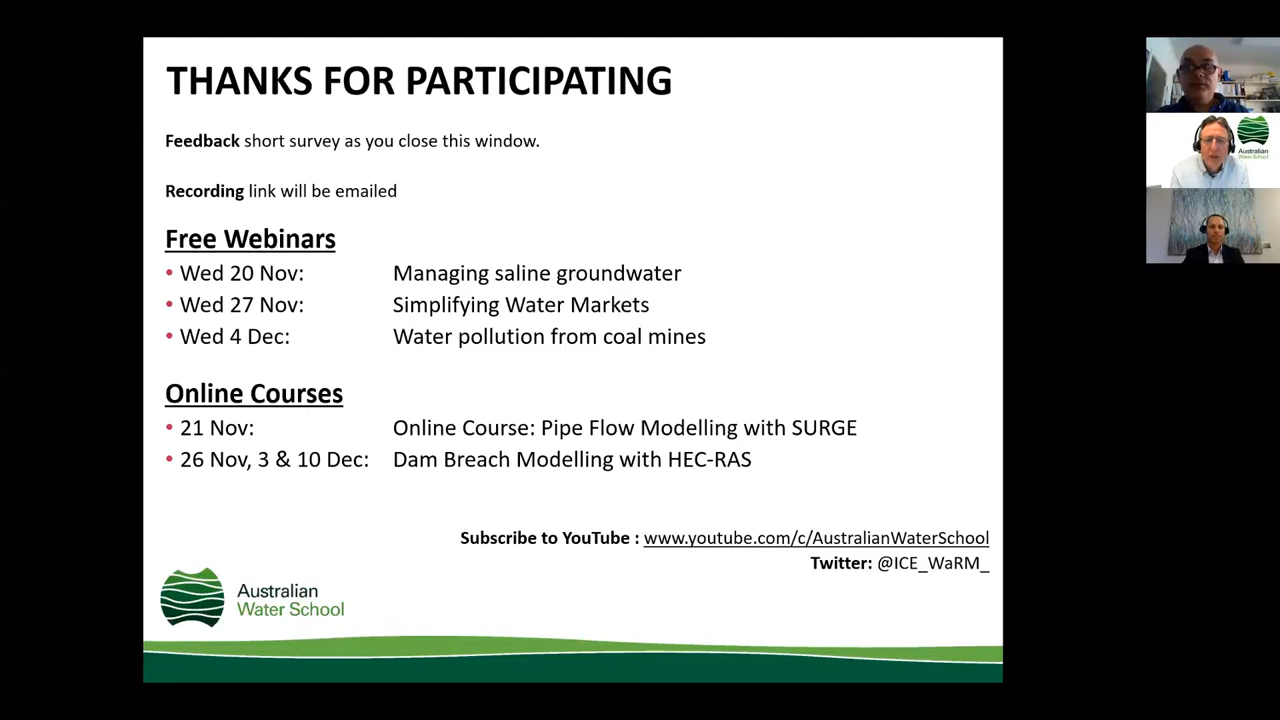 THANKS FOR PARTICIPATING
Feedback short survey as you close this window.
Recording link will be emailed
Free Webinars
• Wed 20 Nov: Managing saline groundwater
• Wed 27 Nov: Simplifying Water Markets
• Wed 4 Dec: Water pollution from coal mines
Online Courses
• 21 Nov: Online Course: Pipe Flow Modelling with SURGE
• 26 Nov, 3 & 10 Dec: Dam Breach Modelling with HEC-RAS
Subscribe to YouTube : www.youtube.com/c/AustralianWaterSchool
Twitter: @ICE_WaRM_
Australian
Water School
Australian
Water School